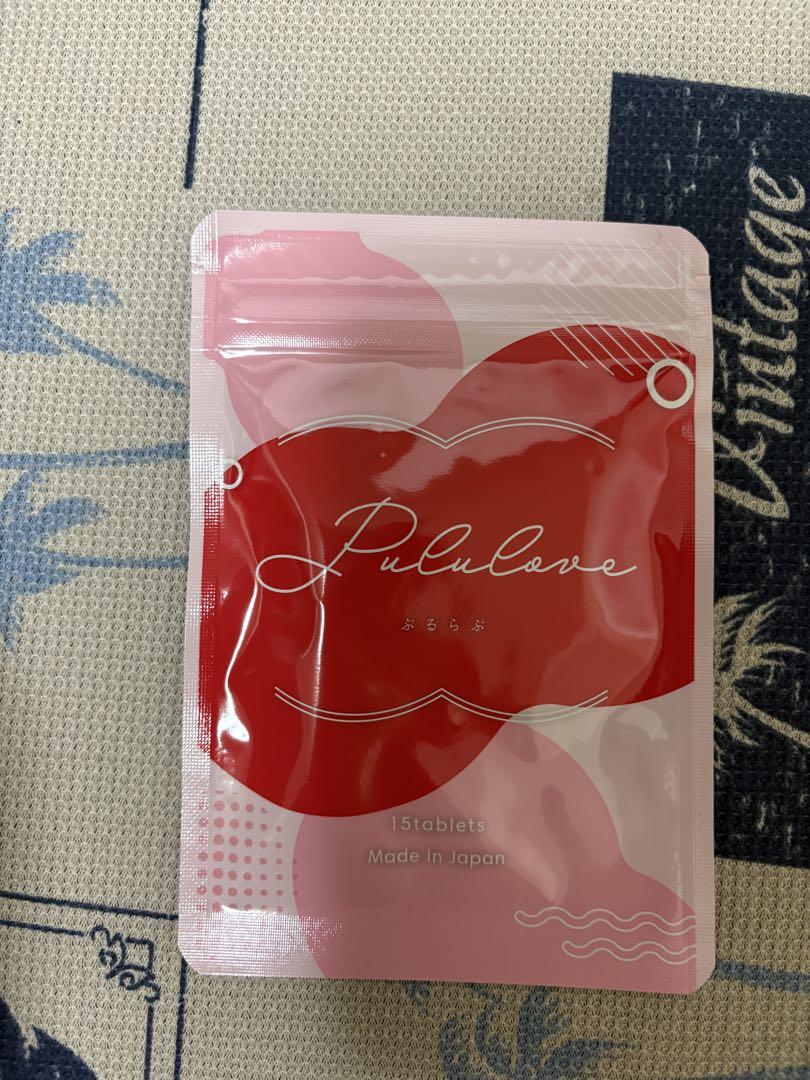 Pululove
ぷるらぶ
15tablets
Made In Japan
Vintage